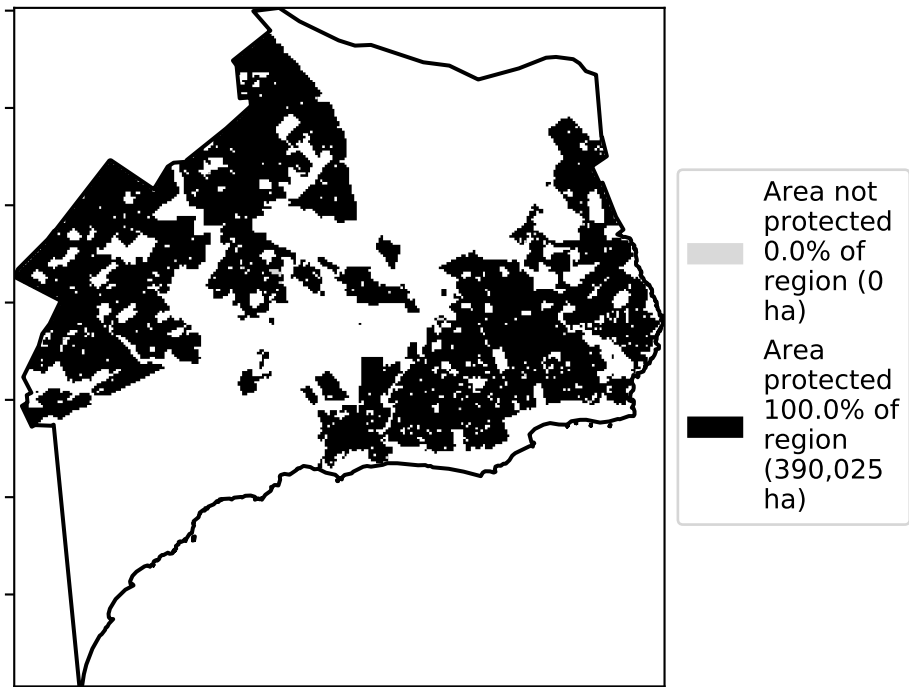 Area not
protected
0.0% of
region (0
ha)
Area
protected
100.0% of
region
(390,025
ha)